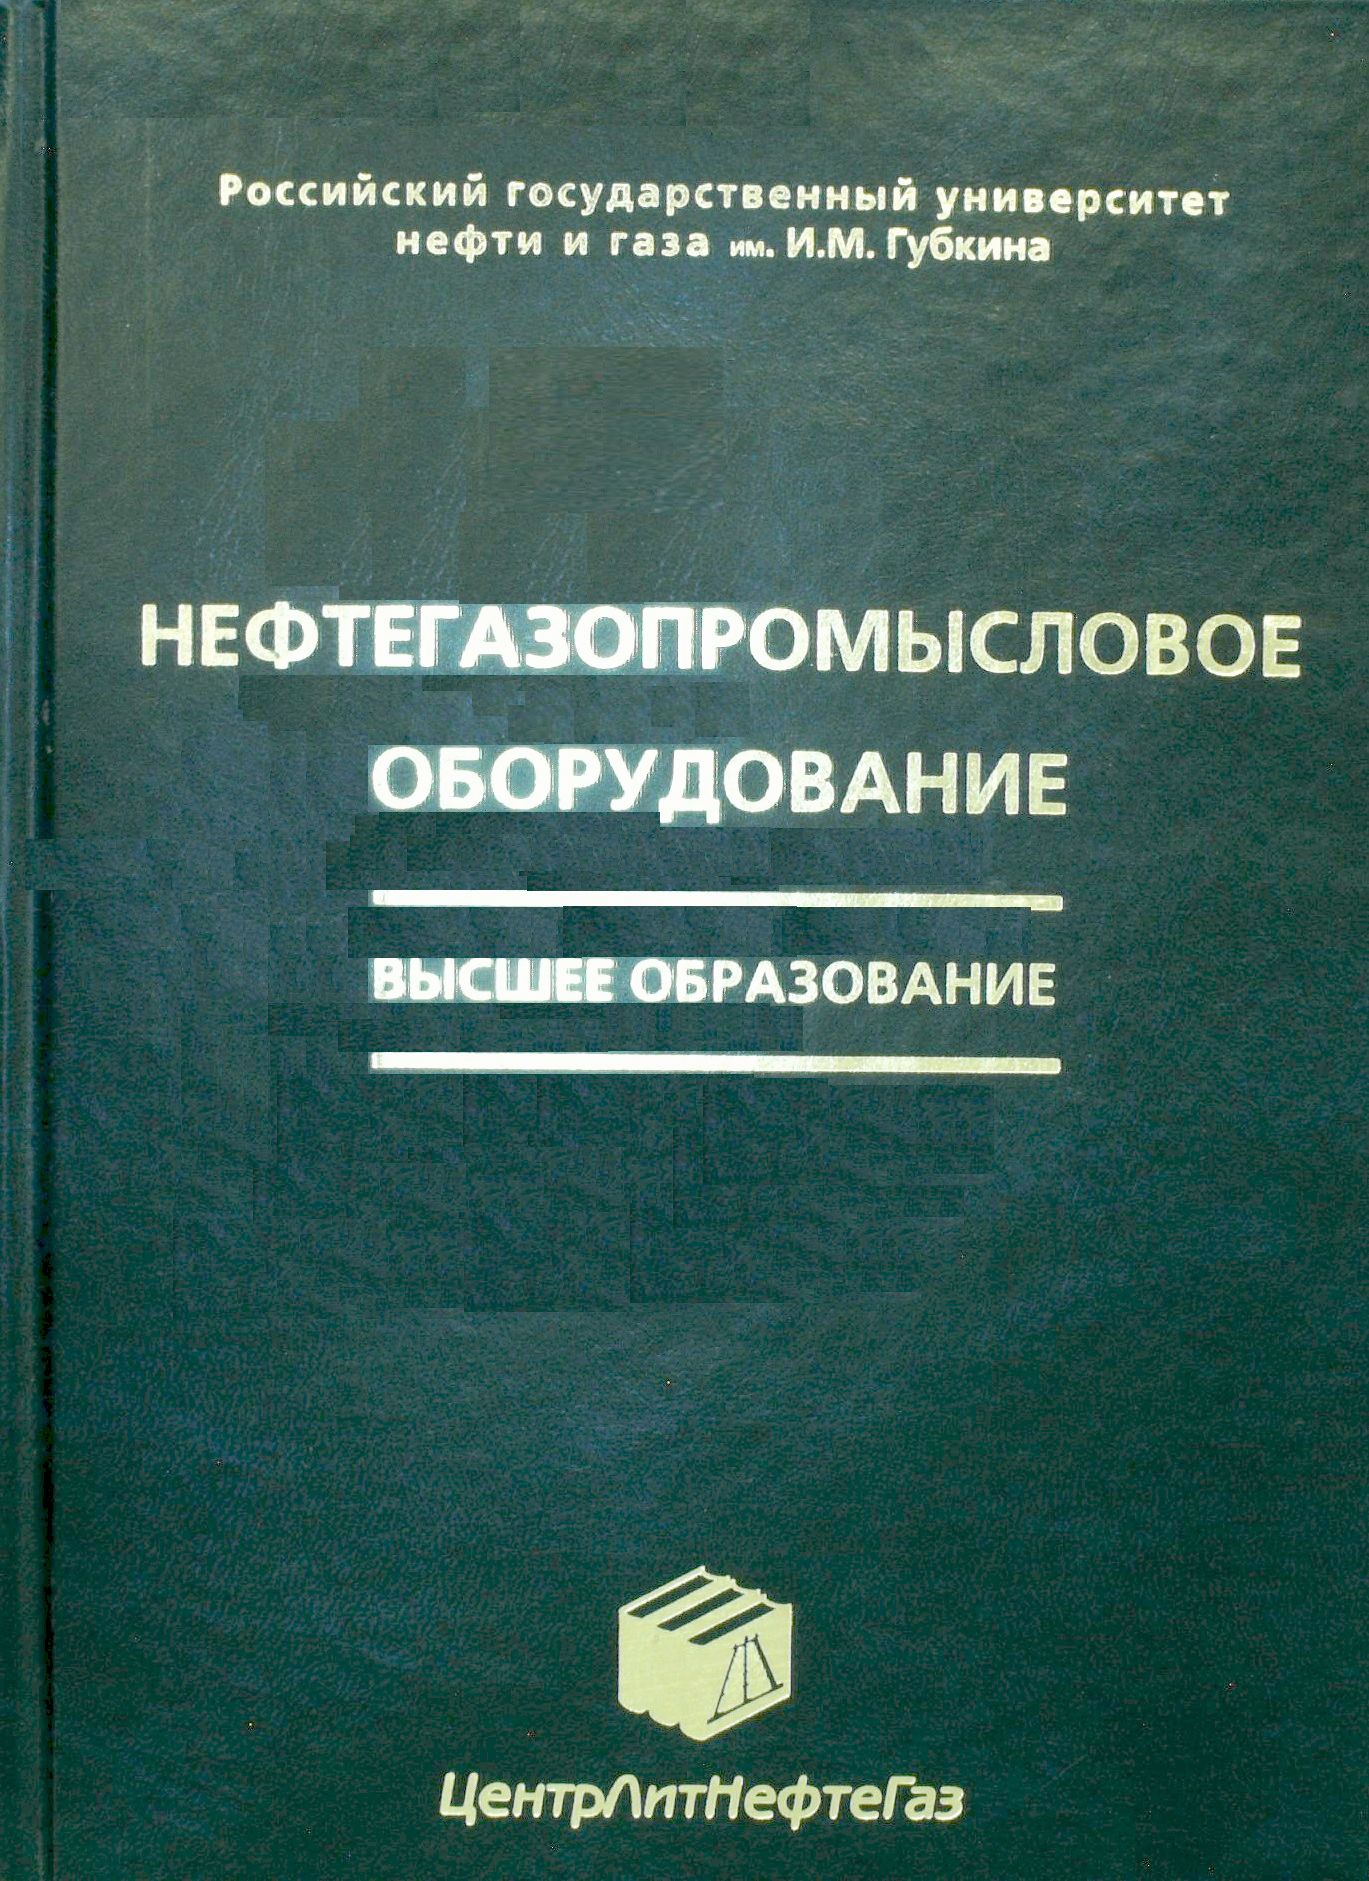 Российский государственный университет
нефти и газа им. И.М. Губкина
НЕФТЕГАЗОПРОМЫСЛОВОЕ
ОБОРУДОВАНИЕ
ВЫСШЕЕ ОБРАЗОВАНИЕ
ЦентрЛитНефтеГаз